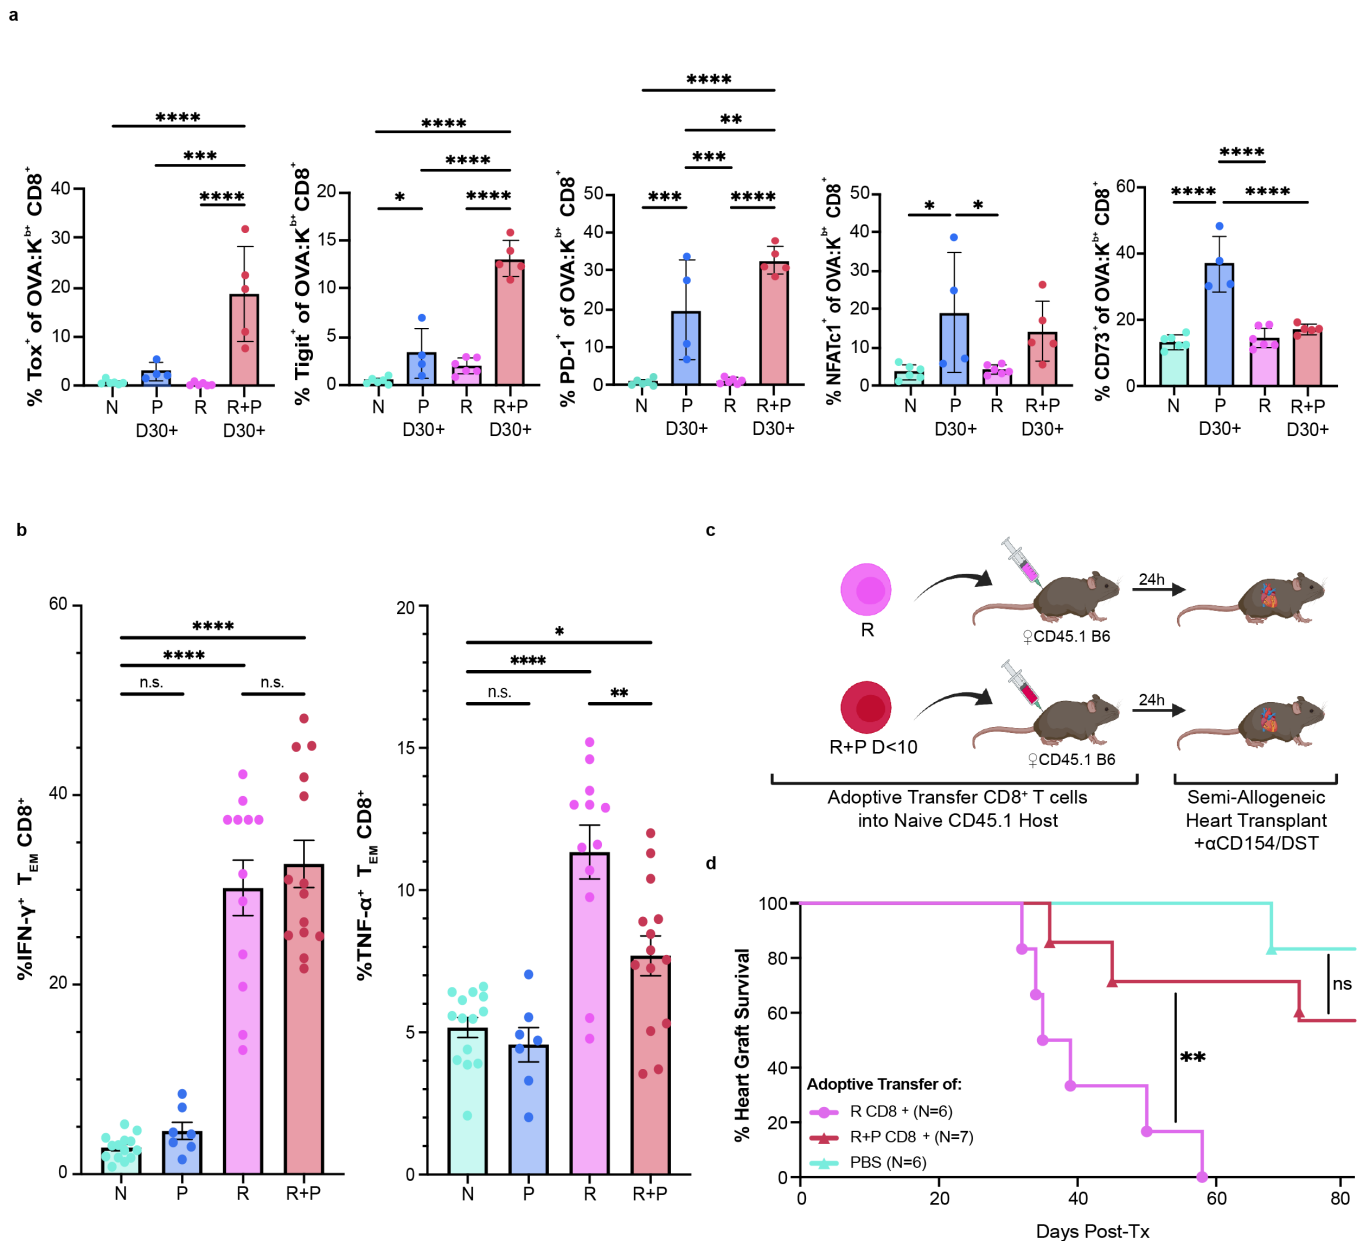 a
****
***
****
% Tox⁺ of OVA:Kᵇ⁺ CD8⁺
40
30
20
10
0
N P R R+P
D30+ D30+
****
****
* ****
% Tigit⁺ of OVA:Kᵇ⁺ CD8⁺
20
15
10
5
0
N P R R+P
D30+ D30+
****
**
***
*** ****
% PD-1⁺ of OVA:Kᵇ⁺ CD8⁺
50
40
30
20
10
0
N P R R+P
D30+ D30+
* *
% NFATc1⁺ of OVA:Kᵇ⁺ CD8⁺
50
40
30
20
10
0
N P R R+P
D30+ D30+
****
**** ****
% CD73⁺ of OVA:Kᵇ⁺ CD8⁺
60
40
20
0
N P R R+P
D30+ D30+
b
****
****
n.s. n.s.
%IFN-γ⁺ T_EM CD8⁺
60
40
20
0
N P R R+P
*
****
n.s. **
%TNF-α⁺ T_EM CD8⁺
20
15
10
5
0
N P R R+P
c
R
♀CD45.1 B6
24h
R+P D<10
♀CD45.1 B6
24h
Adoptive Transfer CD8⁺ T cells
into Naive CD45.1 Host
Semi-Allogeneic
Heart Transplant
+αCD154/DST
d
% Heart Graft Survival
100
80
60
40
20
0
ns
**
Adoptive Transfer of:
R CD8 + (N=6)
R+P CD8 + (N=7)
PBS (N=6)
0 20 40 60 80
Days Post-Tx